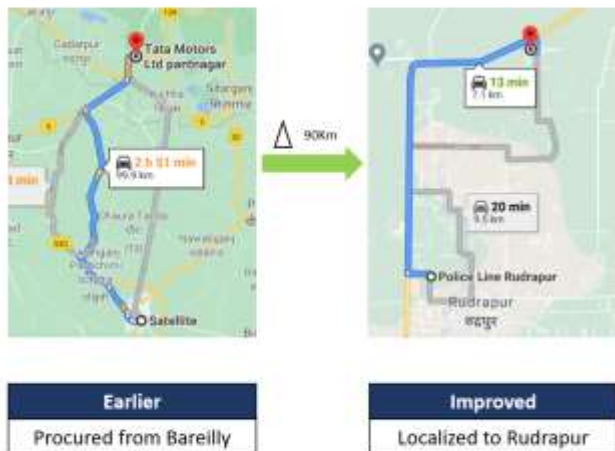 Gadarpur
Tata Motors
Ltd pantnagar
2 h 51 min
99.9 km
Satellite
Δ 90Km
13 min
7.1 km
20 min
Police Line Rudrapur
Rudrapur
रुद्रपुर
Earlier
Procured from Bareilly
Improved
Localized to Rudrapur